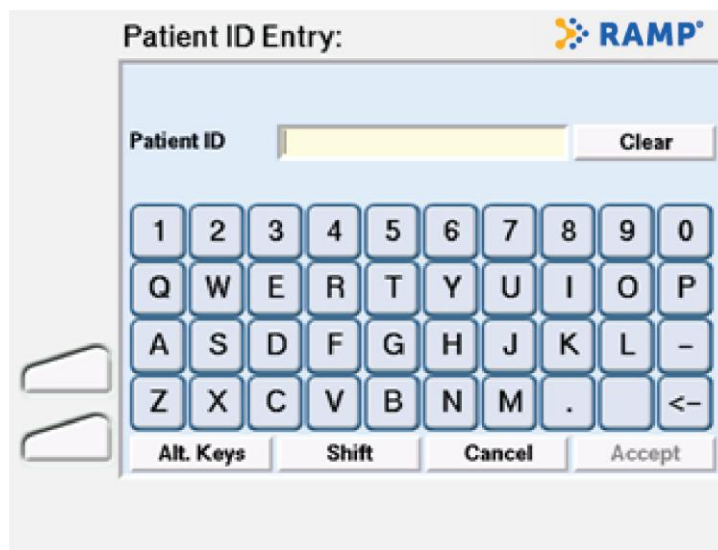 Patient ID Entry:
RAMP®
Patient ID
Clear
1 2 3 4 5 6 7 8 9 0
Q W E R T Y U I O P
A S D F G H J K L -
Z X C V B N M . <-
Alt. Keys Shift Cancel Accept